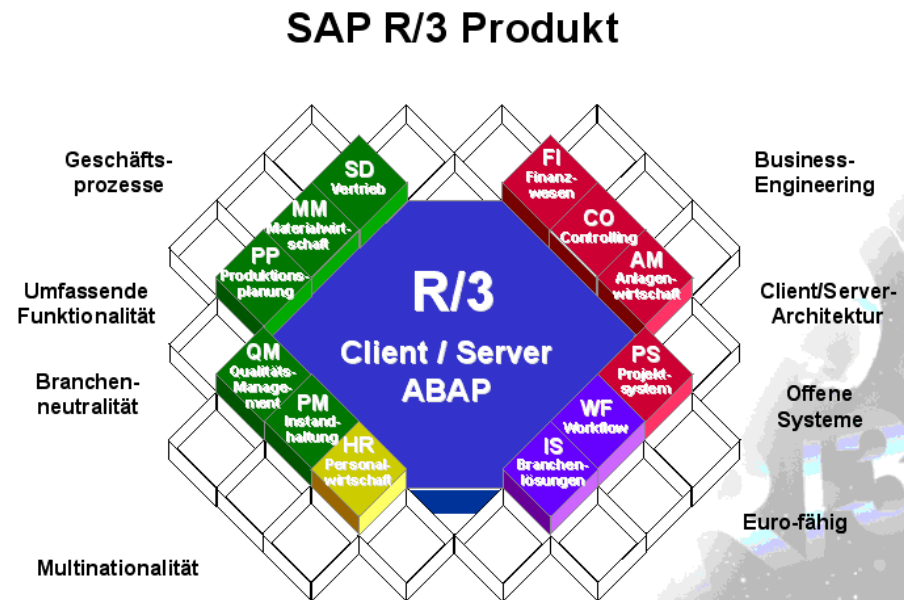 SAP R/3 Produkt
Geschäfts-
prozesse
Umfassende
Funktionalität
Branchen-
neutralität
Multinationalität
SD
Vertrieb
MM
Materialwirt-
schaft
PP
Produktions-
planung
QM
Qualitäts-
Manage-
ment
PM
Instand-
haltung
HR
Personal-
wirtschaft
R/3
Client / Server
ABAP
FI
Finanz-
wesen
CO
Controlling
AM
Anlagen-
wirtschaft
PS
Projekt-
system
WF
Workflow
IS
Branchen-
lösungen
Business-
Engineering
Client/Server-
Architektur
Offene
Systeme
Euro-fähig